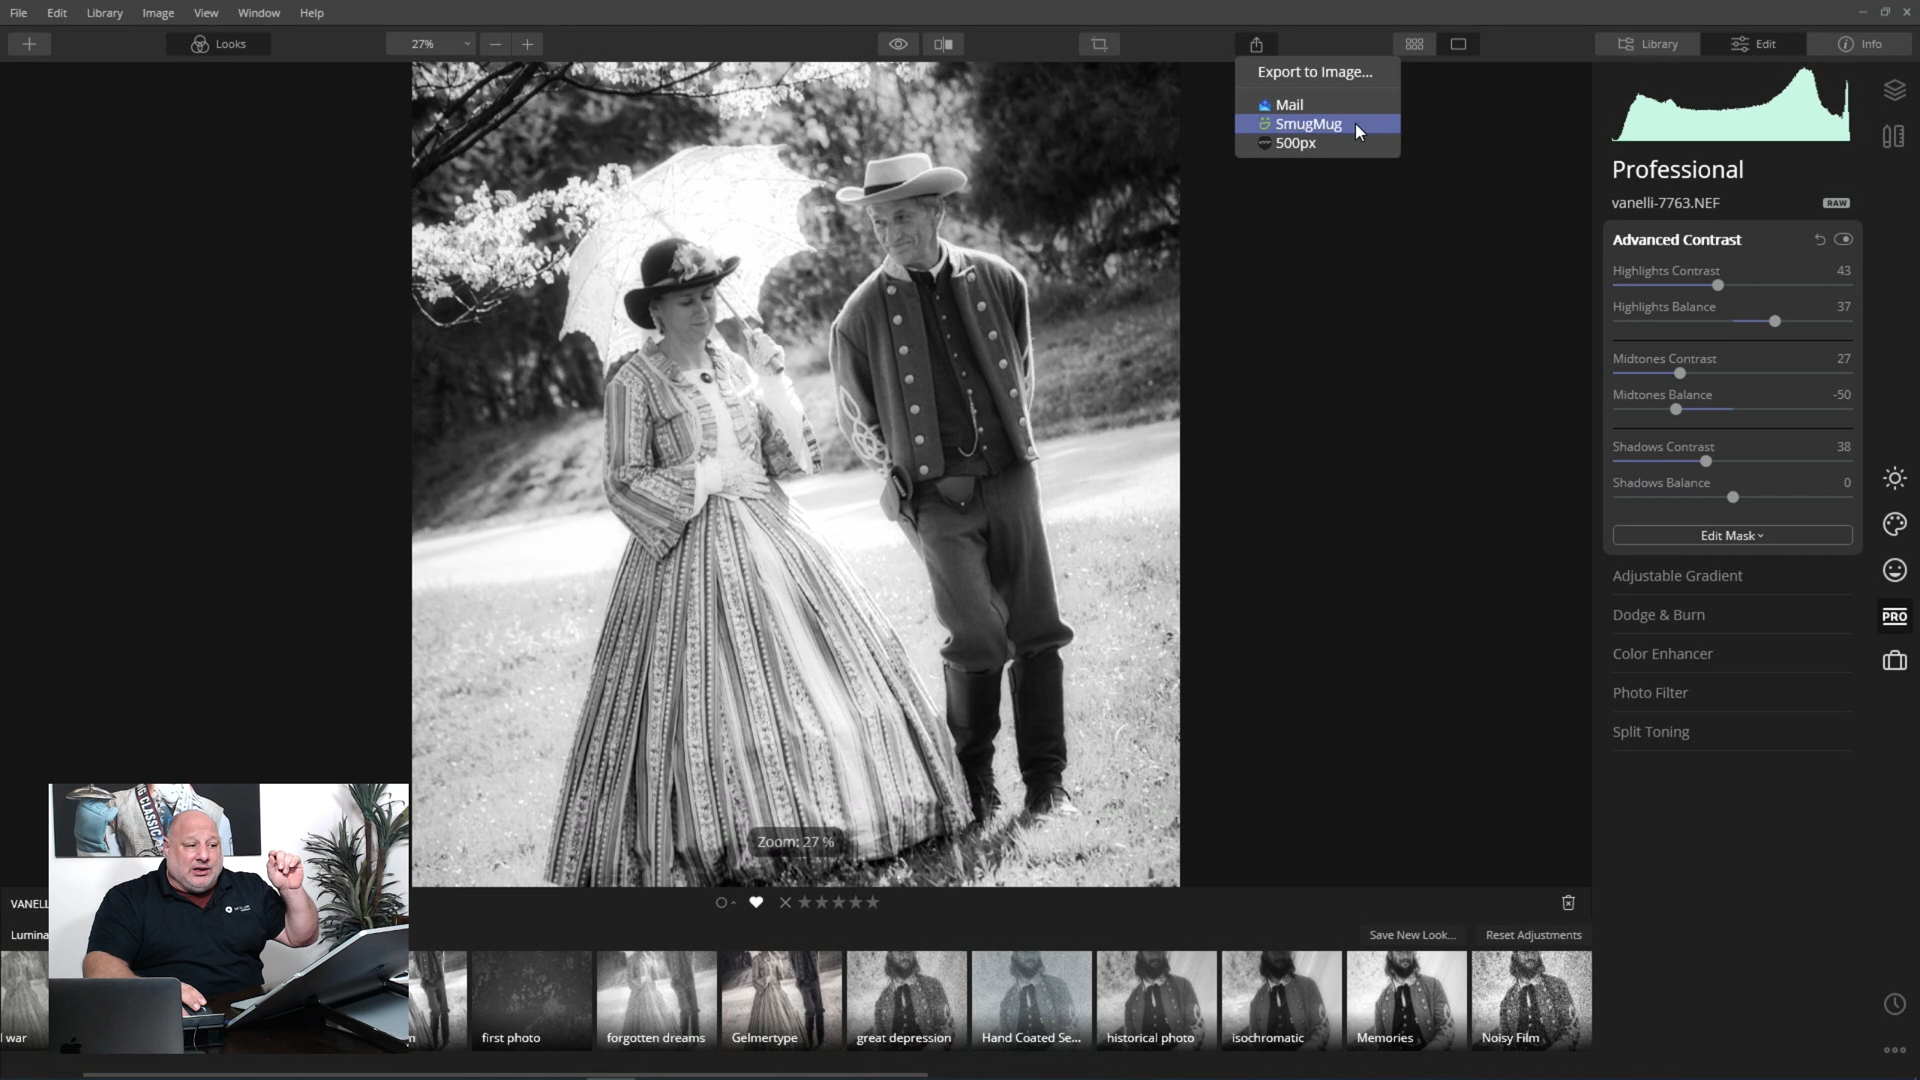 File Edit Library Image View Window Help
Looks 27% Library Edit Info
Export to Image...
Mail
SmugMug
500px
Professional
vanelli-7763.NEF RAW
Advanced Contrast
Highlights Contrast 43
Highlights Balance 37
Midtones Contrast 27
Midtones Balance -50
Shadows Contrast 38
Shadows Balance 0
Edit Mask
Adjustable Gradient
Dodge & Burn
PRO
Color Enhancer
Photo Filter
Split Toning
Zoom: 27 %
CLASSIC
VANELL
Lumina
Save New Look... Reset Adjustments
l war
first photo
forgotten dreams
Gelmertype
great depression
Hand Coated Se...
historical photo
isochromatic
Memories
Noisy Film